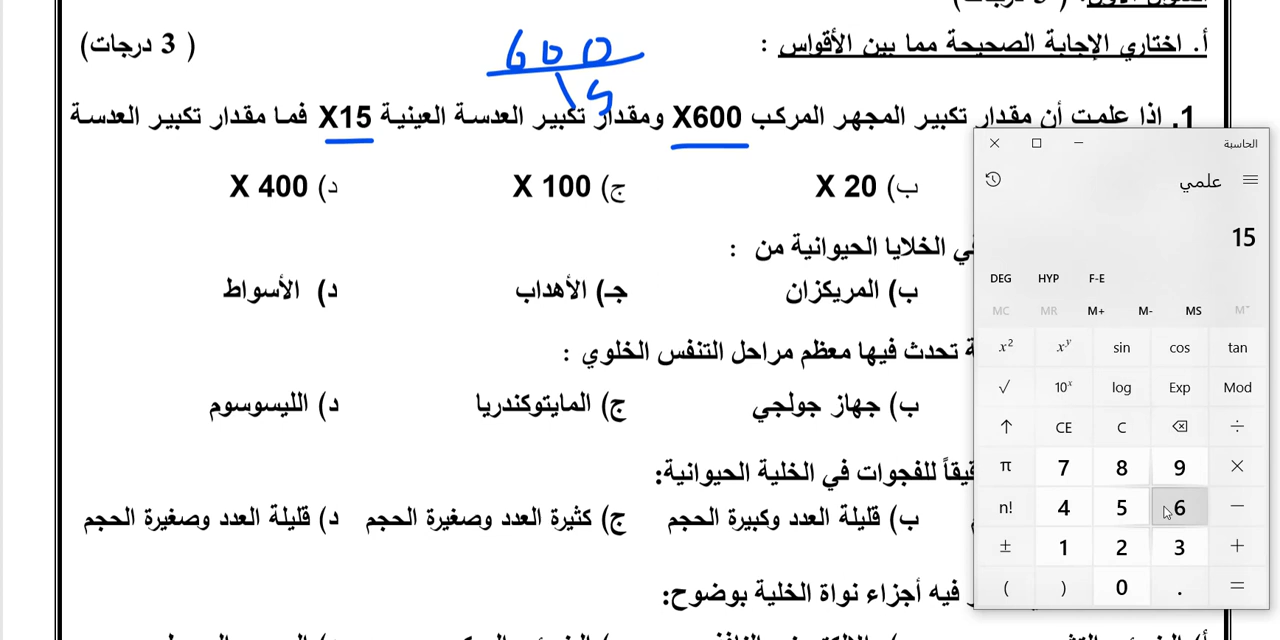 ( 3 درجات)
أ. اختاري الإجابة الصحيحة مما بين الأقواس :
( 3 درجات)
600
15
1. اذا علمت أن مقدار تكبير المجهر المركب X600 ومقدار تكبير العدسة العينية X15 فما مقدار تكبير العدسة
ب) X 20 ج) X 100 د) X 400
في الخلايا الحيوانية من :
ب) المريكزان جـ) الأهداب د) الأسواط
تحدث فيها معظم مراحل التنفس الخلوي :
ب) جهاز جولجي ج) المايتوكندريا د) الليسوسوم
للفجوات في الخلية الحيوانية:
ب) قليلة العدد وكبيرة الحجم ج) كثيرة العدد وصغيرة الحجم د) قليلة العدد وصغيرة الحجم
فيه أجزاء نواة الخلية بوضوح:
الحاسبة
علمي
15
DEG HYP F-E
MC MR M+ M- MS M˅
x² xʸ sin cos tan
√ 10ˣ log Exp Mod
↑ CE C ⌫ ÷
π 7 8 9 ×
n! 4 5 6 −
± 1 2 3 +
( ) 0 . =